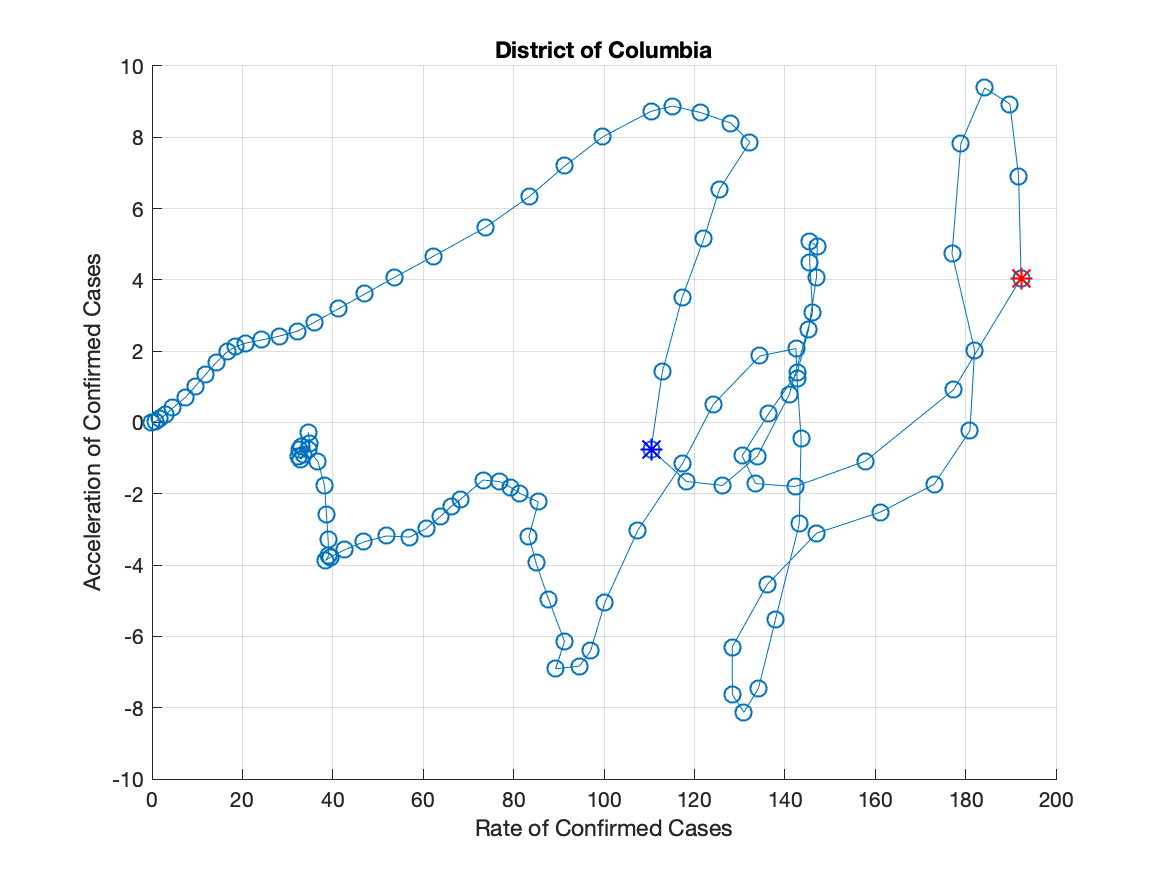 District of Columbia
Acceleration of Confirmed Cases
10
8
6
4
2
0
-2
-4
-6
-8
-10
0 20 40 60 80 100 120 140 160 180 200
Rate of Confirmed Cases